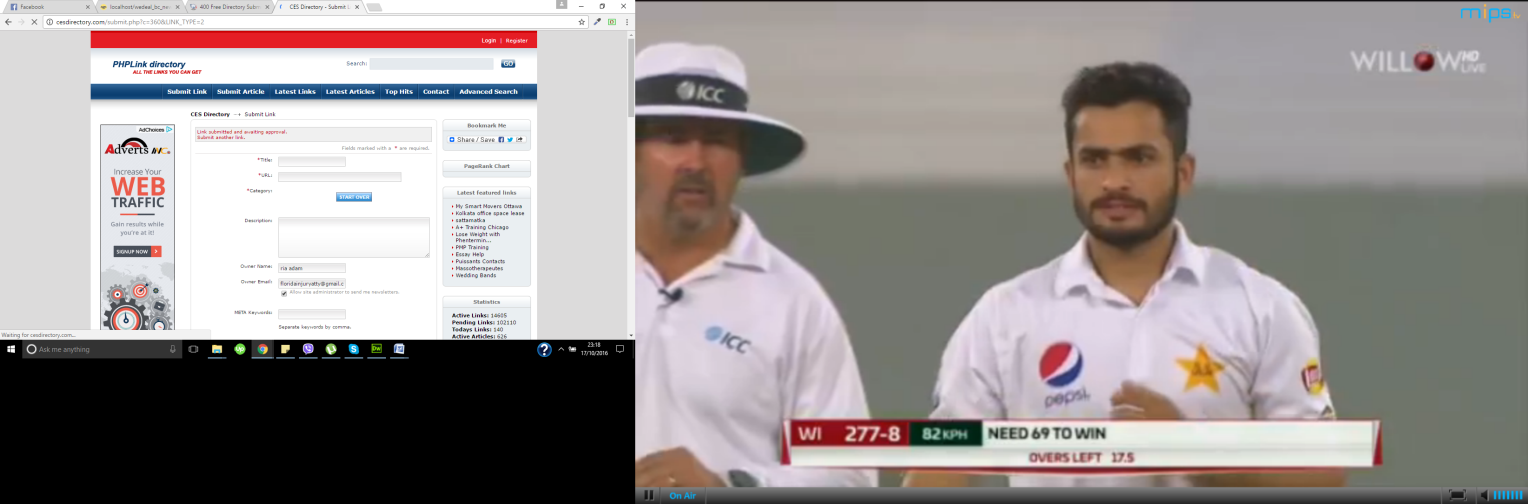 Facebook
localhost/wedeal_bc_me
400 Free Directory Subm
CES Directory - Submit L
cesdirectory.com/submit.php?c=360&LINK_TYPE=2
Login | Register
PHPLink directory
ALL THE LINKS YOU CAN GET
Search:
GO
Submit Link
Submit Article
Latest Links
Latest Articles
Top Hits
Contact
Advanced Search
CES Directory → Submit Link
Link submitted and awaiting approval.
Submit another link.
Fields marked with a * are required.
*Title:
*URL:
*Category:
START OVER
Description:
Owner Name:
ria adam
Owner Email:
floridainjuryatty@gmail.c
Allow site administrator to send me newsletters.
META Keywords:
Separate keywords by comma.
AdChoices
Adverts
INCREASE YOUR
WEB
TRAFFIC
Gain results while
you're at it!
SIGNUP NOW
Bookmark Me
Share / Save
PageRank Chart
Latest featured links
My Smart Movers Ottawa
Kolkata office space lease
sattamatka
A+ Training Chicago
Lose Weight with
Phentermin...
PMP Training
Essay Help
Puissants Contacts
Massotherapeutes
Wedding Bands
Statistics
Active Links: 14605
Pending Links: 102110
Todays Links: 140
Active Articles: 626
Waiting for cesdirectory.com...
Ask me anything
23:18
17/10/2016
mips
WILLOW HD
LIVE
ICC
ICC
pepsi
WI 277-8 82 KPH NEED 69 TO WIN
OVERS LEFT 17.5
On Air